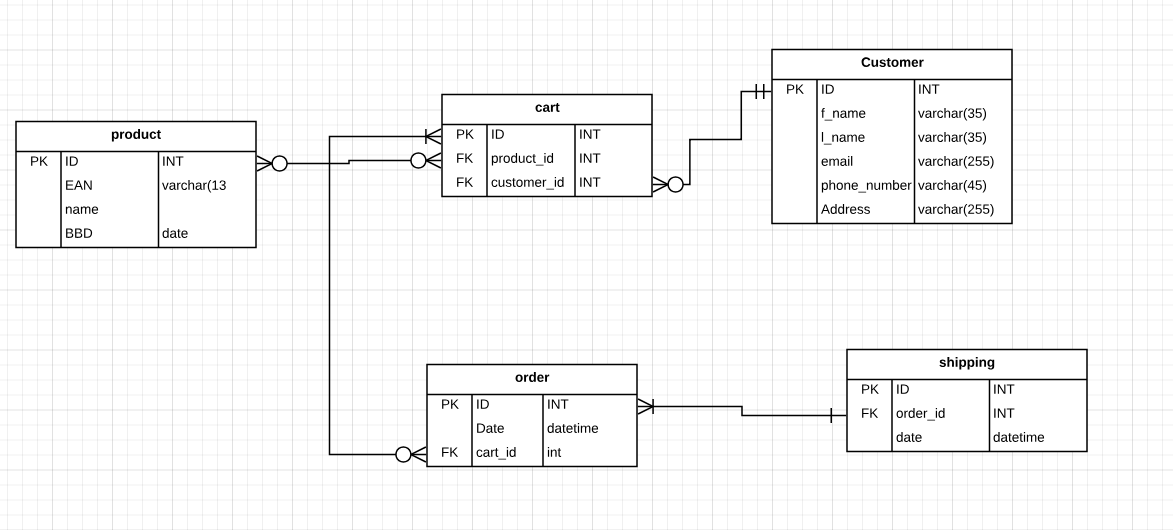 product
PK ID INT
EAN varchar(13
name
BBD date
cart
PK ID INT
FK product_id INT
FK customer_id INT
Customer
PK ID INT
f_name varchar(35)
l_name varchar(35)
email varchar(255)
phone_number varchar(45)
Address varchar(255)
order
PK ID INT
Date datetime
FK cart_id int
shipping
PK ID INT
FK order_id INT
date datetime